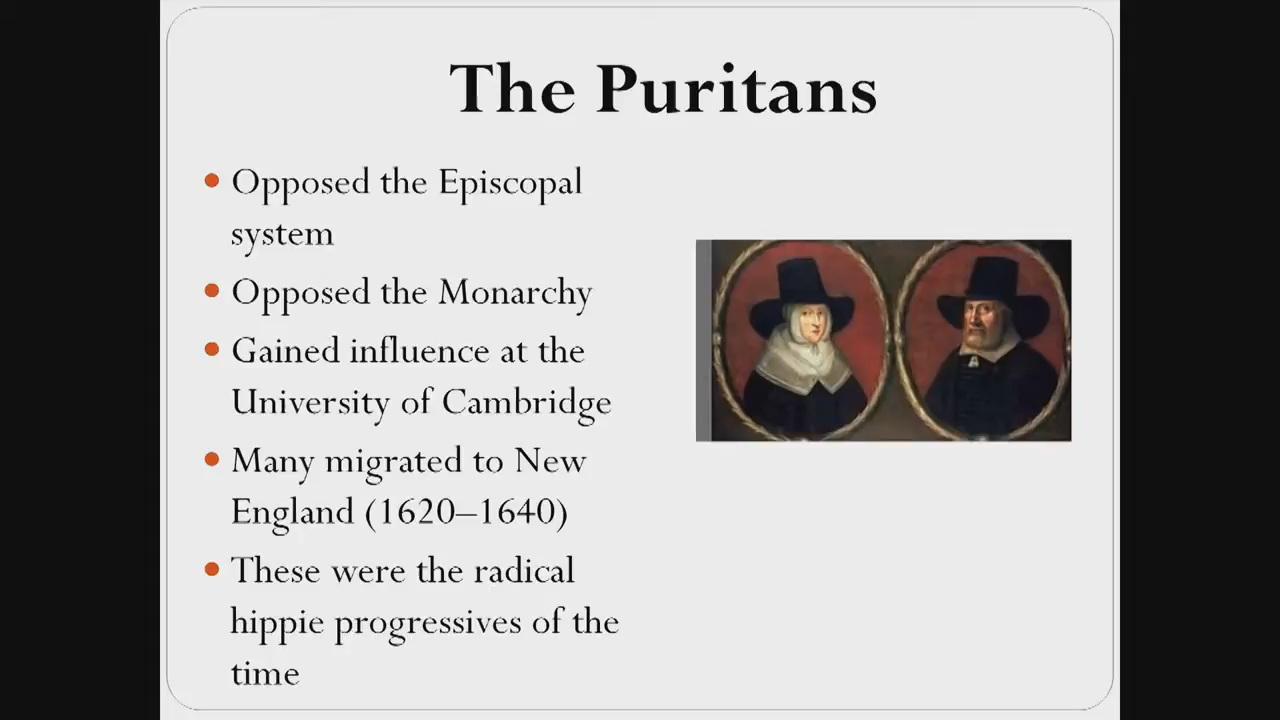 The Puritans
• Opposed the Episcopal
system
• Opposed the Monarchy
• Gained influence at the
University of Cambridge
• Many migrated to New
England (1620–1640)
• These were the radical
hippie progressives of the
time